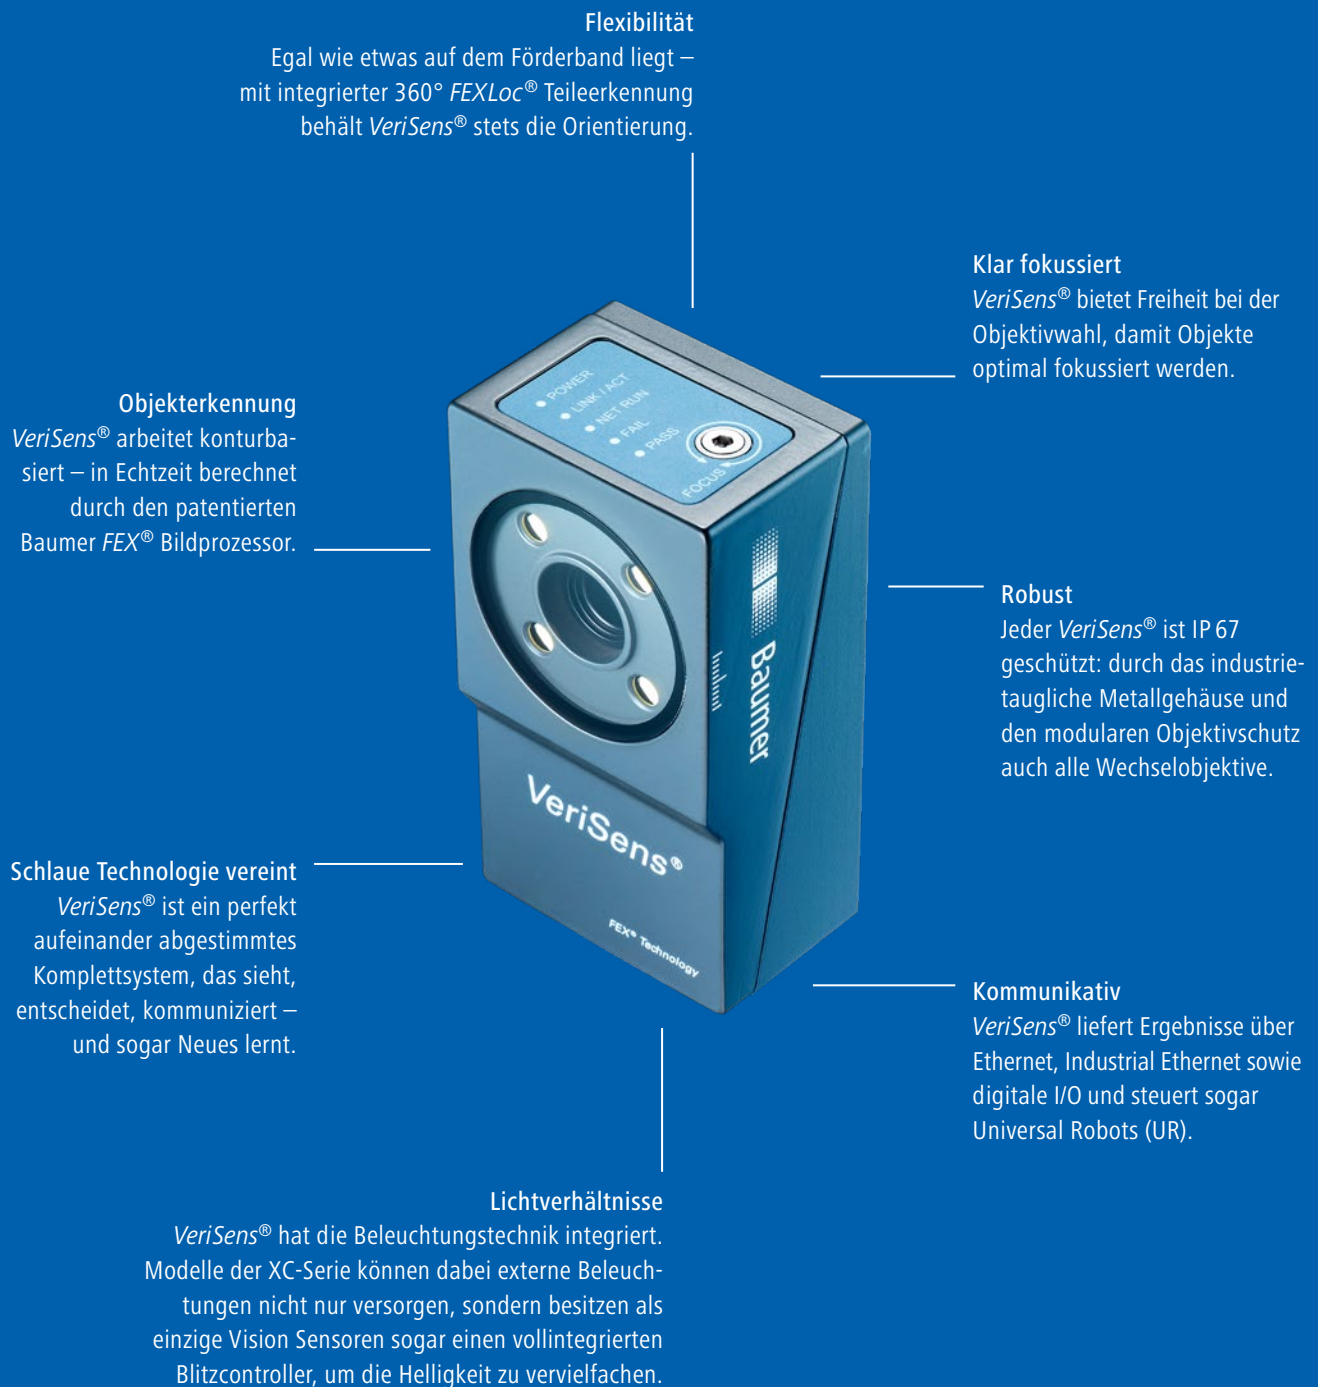 Flexibilität
Egal wie etwas auf dem Förderband liegt –
mit integrierter 360° FEXLoc® Teileerkennung
behält VeriSens® stets die Orientierung.
Klar fokussiert
VeriSens® bietet Freiheit bei der
Objektivwahl, damit Objekte
optimal fokussiert werden.
Objekterkennung
VeriSens® arbeitet konturba-
siert – in Echtzeit berechnet
durch den patentierten
Baumer FEX® Bildprozessor.
POWER
LINK / ACT
NET RUN
FAIL
PASS
FOCUS
Baumer
VeriSens®
FEX® Technology
Robust
Jeder VeriSens® ist IP 67
geschützt: durch das industrie-
taugliche Metallgehäuse und
den modularen Objektivschutz
auch alle Wechselobjektive.
Schlaue Technologie vereint
VeriSens® ist ein perfekt
aufeinander abgestimmtes
Komplettsystem, das sieht,
entscheidet, kommuniziert –
und sogar Neues lernt.
Kommunikativ
VeriSens® liefert Ergebnisse über
Ethernet, Industrial Ethernet sowie
digitale I/O und steuert sogar
Universal Robots (UR).
Lichtverhältnisse
VeriSens® hat die Beleuchtungstechnik integriert.
Modelle der XC-Serie können dabei externe Beleuch-
tungen nicht nur versorgen, sondern besitzen als
einzige Vision Sensoren sogar einen vollintegrierten
Blitzcontroller, um die Helligkeit zu vervielfachen.